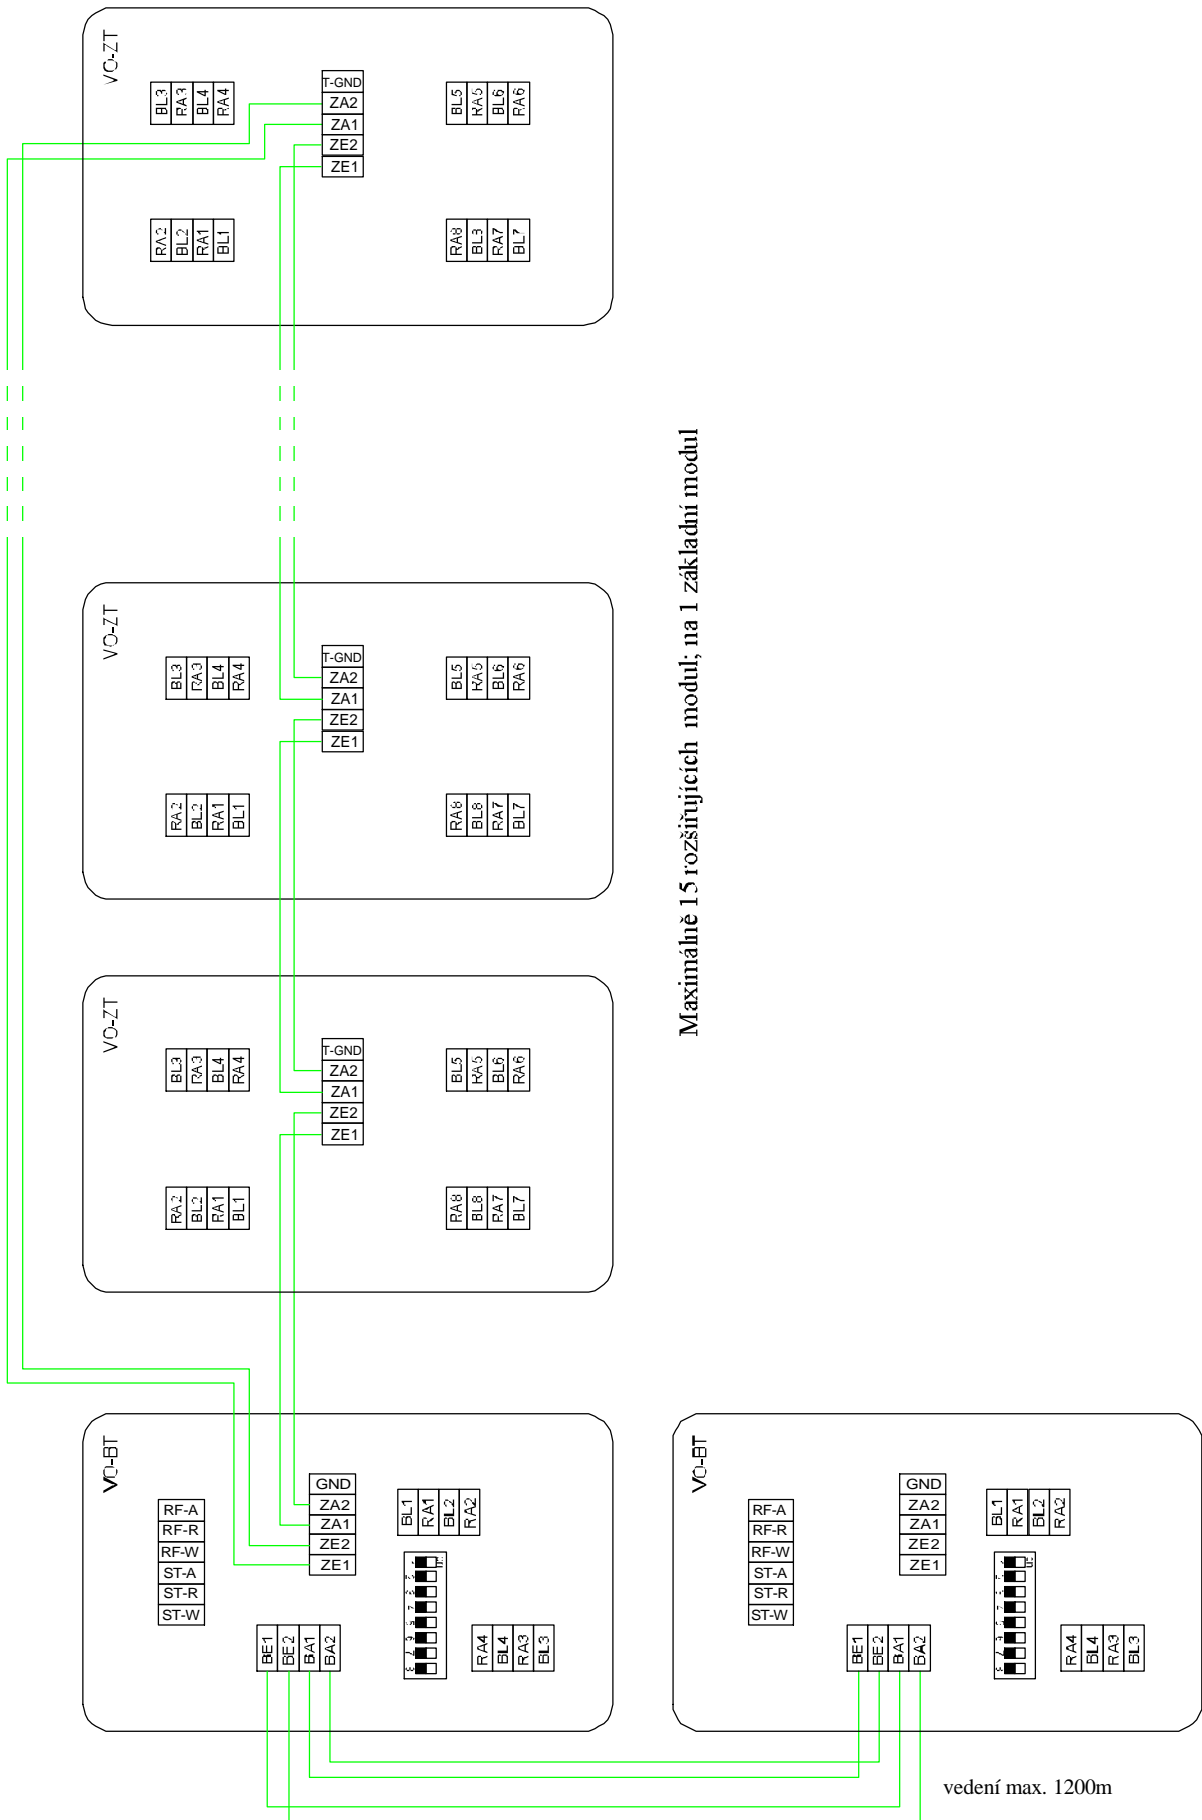 VO-ZT
BL3
RA3
BL4
RA4
T-GND
ZA2
ZA1
ZE2
ZE1
BL5
RA5
BL6
RA6
RA2
BL2
RA1
BL1
RA8
BL8
RA7
BL7
VO-ZT
BL3
RA3
BL4
RA4
T-GND
ZA2
ZA1
ZE2
ZE1
BL5
RA5
BL6
RA6
RA2
BL2
RA1
BL1
RA8
BL8
RA7
BL7
Maximálně 15 rozšiřujících modul; na 1 základní modul
VO-ZT
BL3
RA3
BL4
RA4
T-GND
ZA2
ZA1
ZE2
ZE1
BL5
RA5
BL6
RA6
RA2
BL2
RA1
BL1
RA8
BL8
RA7
BL7
VO-BT
RF-A
RF-R
RF-W
ST-A
ST-R
ST-W
GND
ZA2
ZA1
ZE2
ZE1
BL1
RA1
BL2
RA2
BE1
BE2
BA1
BA2
RA4
BL4
RA3
BL3
VO-BT
RF-A
RF-R
RF-W
ST-A
ST-R
ST-W
GND
ZA2
ZA1
ZE2
ZE1
BL1
RA1
BL2
RA2
BE1
BE2
BA1
BA2
RA4
BL4
RA3
BL3
vedení max. 1200m